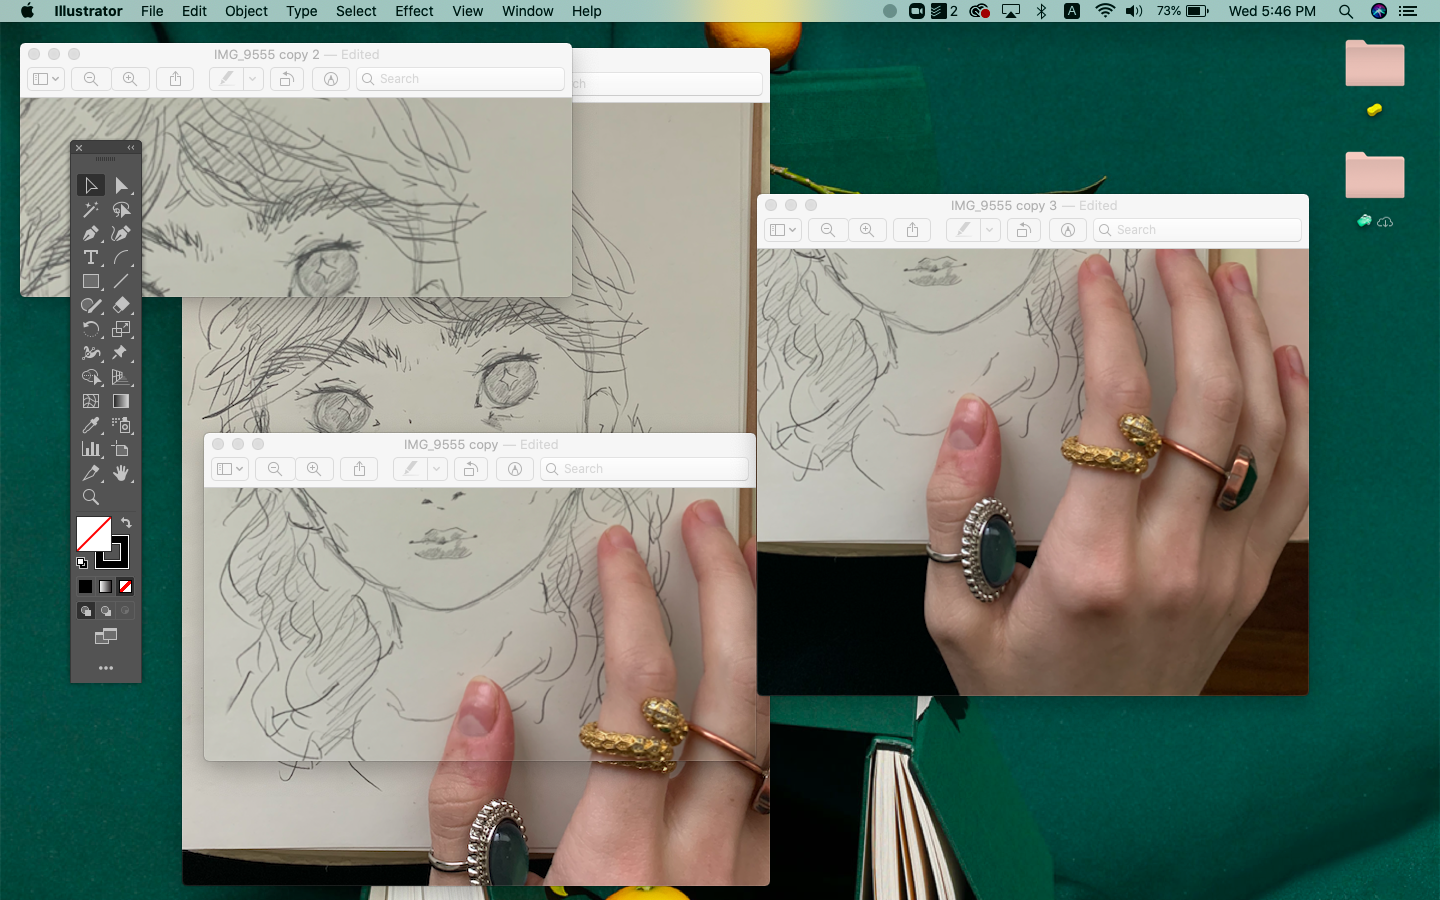 Illustrator File Edit Object Type Select Effect View Window Help 2 A 73% Wed 5:46 PM
IMG_9555 copy 2 — Edited
Search
ch
IMG_9555 copy 3 — Edited
Search
IMG_9555 copy — Edited
Search
T